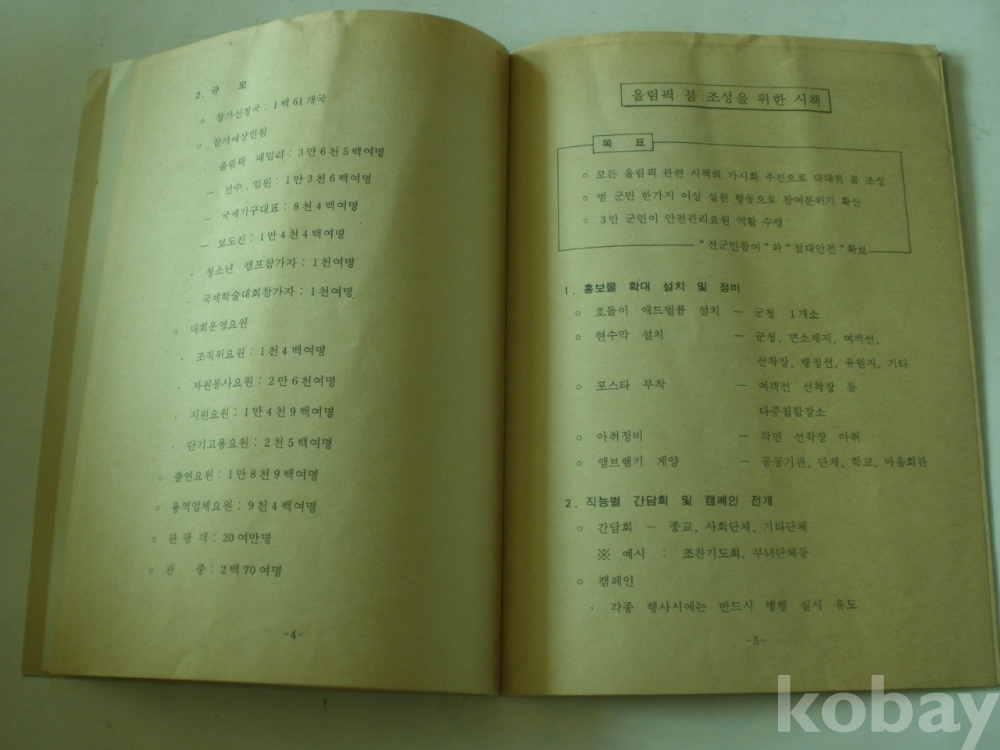 2. 규 모
○ 참가신청국 : 1백 61개국
○ 참가예상인원
· 올림픽 패밀리 : 3만 6천 5백여명
— 선수, 임원 : 1만 3천 6백여명
— 국제기구대표 : 8천 4백여명
— 보도진 : 1만 4천 4백여명
· 청소년 캠프참가자 : 1천여명
· 국제학술대회참가자 : 1천여명
○ 대회운영요원
· 조직위요원 : 1천 4백여명
· 자원봉사요원 : 2만 6천여명
· 지원요원 : 1만 4천 9백여명
· 단기고용요원 : 2천 5백여명
○ 출연요원 : 1만 8천 9백여명
○ 용역업체요원 : 9천 4백여명
○ 관 광 객 : 20여만명
○ 관 중 : 2백 70여명
-4-
올림픽 붐 조성을 위한 시책
목 표
○ 모든 올림픽 관련 시책의 가시화 추진으로 대대적 붐 조성
○ 범 군민 한가지 이상 실천 행동으로 참여분위기 확산
○ 3만 군민이 안전관리요원 역활 수행
"전군민참여"와 "절대안전"확보
1. 홍보물 확대 설치 및 정비
○ 호돌이 애드벌룬 설치 — 군청 1개소
○ 현수막 설치 — 군청, 면소재지, 여객선,
선착장, 행정선, 유원지, 기타
○ 포스타 부착 — 여객선 선착장 등
다중집합장소
○ 아취정비 — 각면 선착장 아취
○ 앰브램기 게양 — 공공기관, 단체, 학교, 마을회관
2. 직능별 간담회 및 캠페인 전개
○ 간담회 — 종교, 사회단체, 기타단체
※ 예시 : 조찬기도회, 부녀단체등
○ 캠페인
· 각종 행사시에는 반드시 병행 실시 유도
-5-
kobay